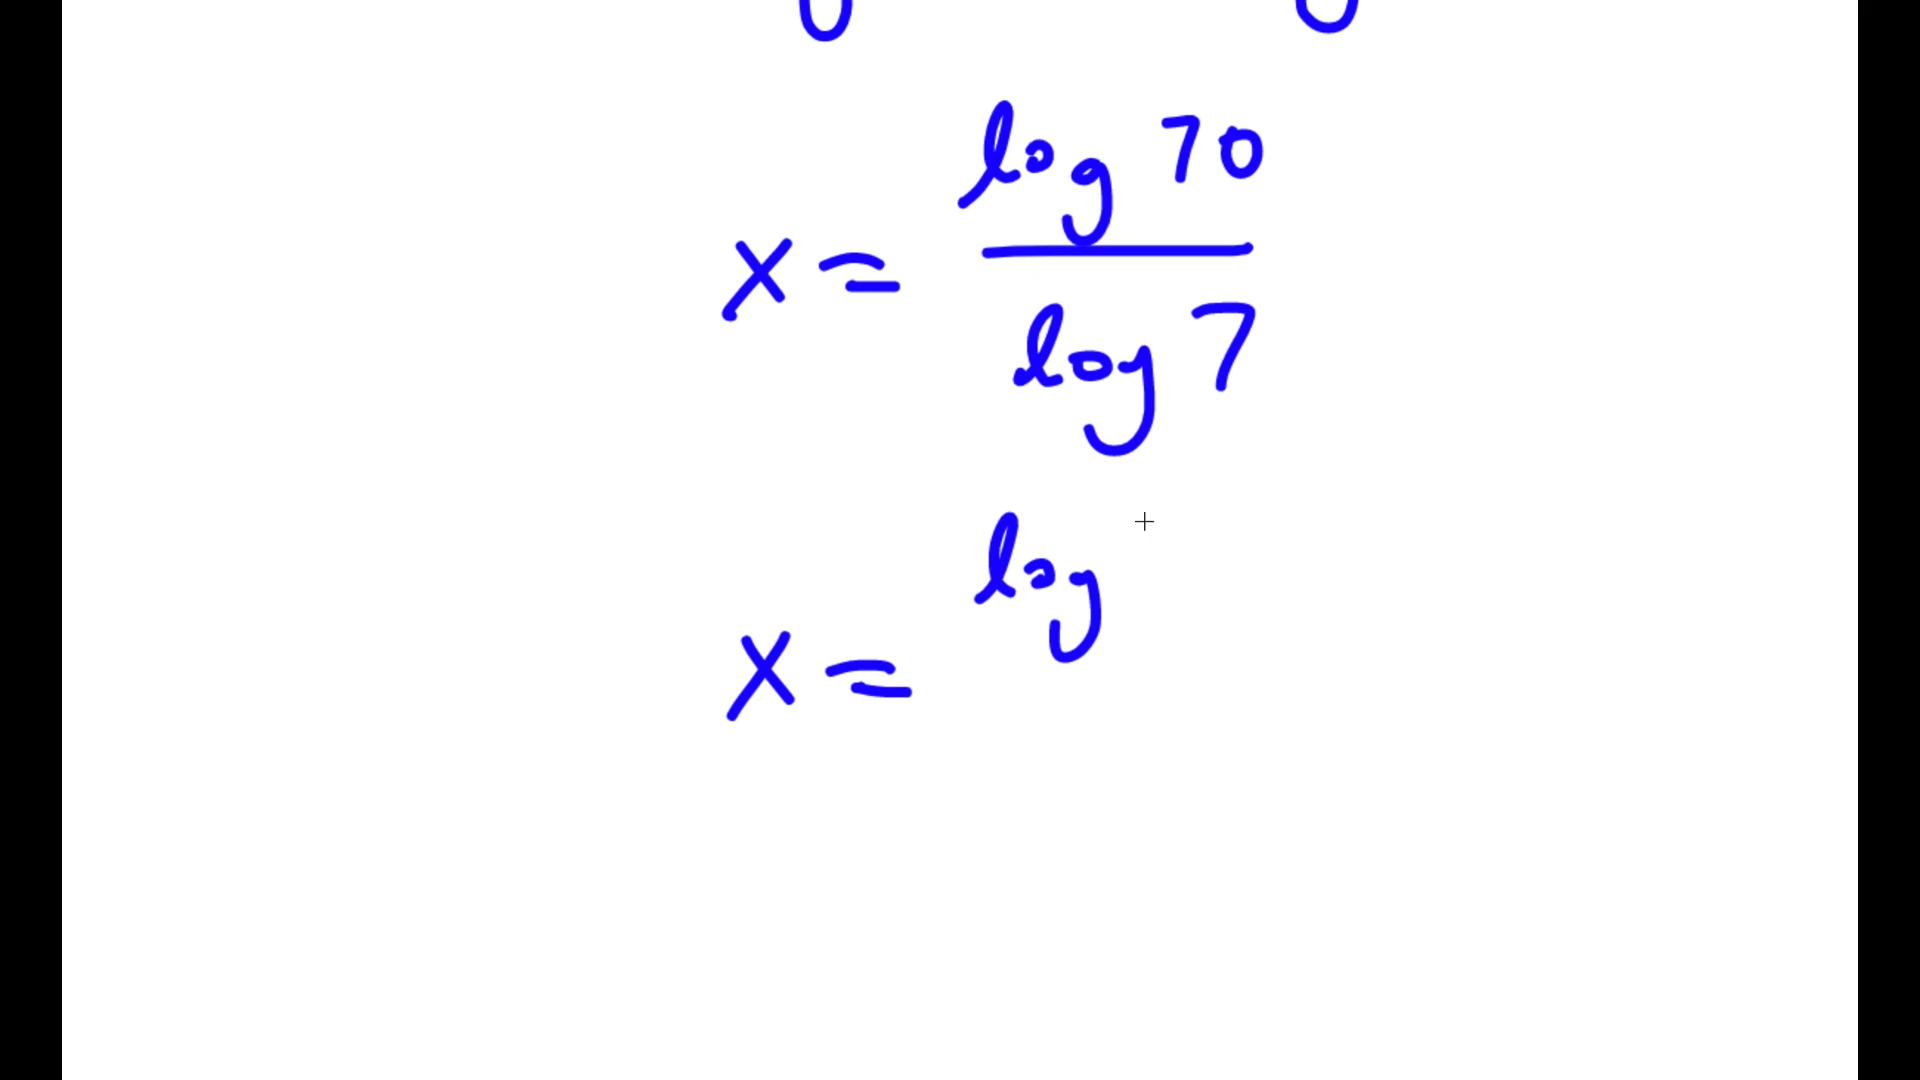 x = log 70 / log 7
x = log